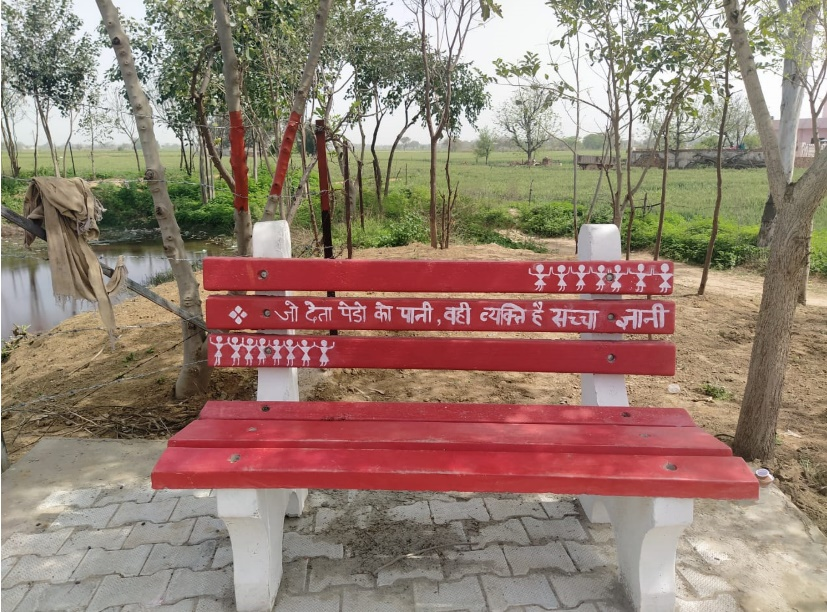 जो देता पेडो को पानी, वही व्यक्ति है सच्चा ज्ञानी